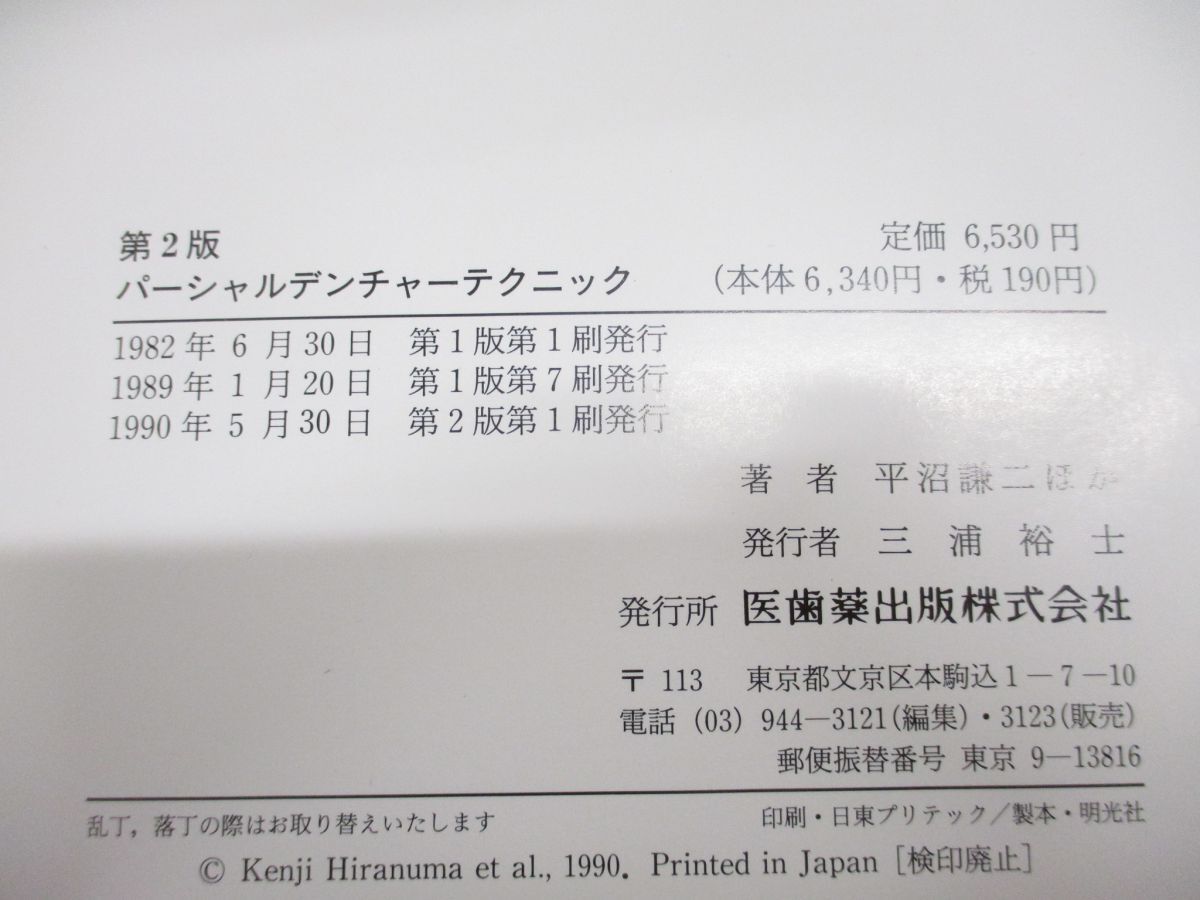 第2版
パーシャルデンチャーテクニック
定価 6,530円
(本体6,340円・税190円)
1982年 6 月30日 第1版第1刷発行
1989年 1 月20日 第1版第7刷発行
1990年 5 月30日 第2版第1刷発行
著 者 平沼謙二ほか
発行者 三 浦 裕 士
発行所 医歯薬出版株式会社
〒 113 東京都文京区本駒込1-7-10
電話 (03) 944-3121(編集)・3123(販売)
郵便振替番号 東京 9-13816
乱丁,落丁の際はお取り替えいたします
印刷・日東プリテック/製本・明光社
© Kenji Hiranuma et al., 1990. Printed in Japan [検印廃止]